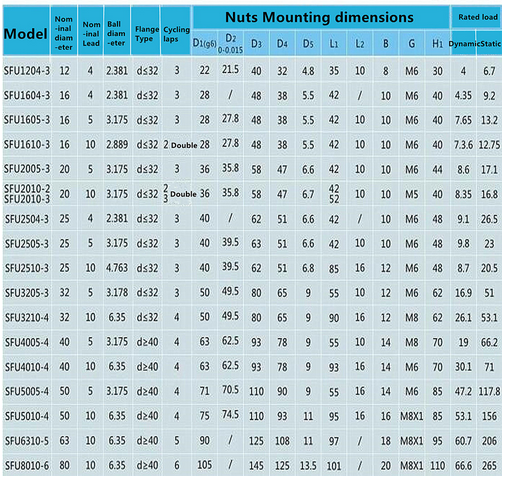 Model Nom-inal diam-eter Nom-inal Lead Ball diam-eter Flange Type Cycling laps Nuts Mounting dimensions Rated load
D1(g6) D2 0-0.015 D3 D4 D5 L1 L2 B G H1 Dynamic Static
SFU1204-3 12 4 2.381 d≤32 3 22 21.5 40 32 4.8 35 10 8 M6 30 4 6.7
SFU1604-3 16 4 2.381 d≤32 3 28 / 48 38 5.5 42 / 10 M6 40 4.35 9.2
SFU1605-3 16 5 3.175 d≤32 3 28 27.8 48 38 5.5 42 10 10 M6 40 7.65 13.2
SFU1610-3 16 10 2.889 d≤32 2 Double 28 27.8 48 38 5.5 42 10 10 M6 40 7.3.6 12.75
SFU2005-3 20 5 3.175 d≤32 3 36 35.8 58 47 6.6 42 10 10 M6 44 8.6 17.1
SFU2010-2 SFU2010-3 20 10 3.175 d≤32 2 3 Double 36 35.8 58 47 6.7 42 52 10 10 M5 40 8.35 16.8
SFU2504-3 25 4 2.381 d≤32 3 40 / 62 51 6.6 42 / 10 M6 48 9.1 26.5
SFU2505-3 25 5 3.175 d≤32 3 40 39.5 63 51 6.6 42 10 10 M6 48 9.8 23
SFU2510-3 25 10 4.763 d≤32 3 40 39.5 62 51 6.8 85 16 12 M6 48 8.7 20.5
SFU3205-3 32 5 3.178 d≤32 3 50 49.5 80 65 9 55 10 12 M6 62 16.9 51
SFU3210-4 32 10 6.35 d≤32 4 50 49.5 80 65 9 90 16 12 M8 62 26.1 53.1
SFU4005-4 40 5 3.175 d≥40 4 63 62.5 93 78 9 55 10 14 M8 70 19 66.2
SFU4010-4 40 10 6.35 d≥40 4 63 62.5 93 78 9 93 16 14 M6 70 30.1 71
SFU5005-4 50 5 3.175 d≥40 4 71 70.5 110 90 9 55 16 14 M6 85 47.2 117.8
SFU5010-4 50 10 6.35 d≥40 4 75 74.5 110 93 11 95 16 16 M8X1 85 53.1 156
SFU6310-5 63 10 6.35 d≥40 5 90 / 125 108 11 97 / 18 M8X1 95 60.7 206
SFU8010-6 80 10 6.35 d≥40 6 105 / 145 125 13.5 101 / 20 M8X1 110 66.6 265